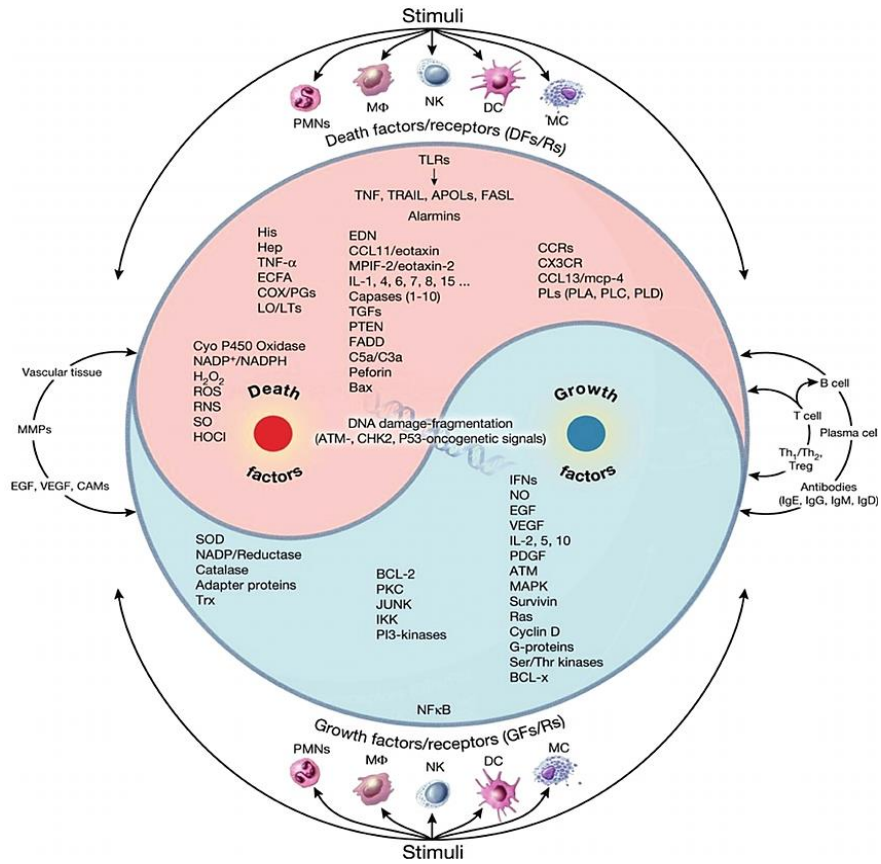 Stimuli
PMNs
MΦ
NK
DC
MC
Death factors/receptors (DFs/Rs)
TLRs
TNF, TRAIL, APOLs, FASL
Alarmins
His
Hep
TNF-α
ECFA
COX/PGs
LO/LTs
EDN
CCL11/eotaxin
MPIF-2/eotaxin-2
IL-1, 4, 6, 7, 8, 15 ...
Capases (1-10)
TGFs
PTEN
FADD
C5a/C3a
Peforin
Bax
CCRs
CX3CR
CCL13/mcp-4
PLs (PLA, PLC, PLD)
Cyo P450 Oxidase
NADP⁺/NADPH
H₂O₂
ROS
RNS
SO
HOCl
Death
factors
DNA damage-fragmentation
(ATM-, CHK2, P53-oncogenetic signals)
Growth
factors
Vascular tissue
MMPs
EGF, VEGF, CAMs
B cell
T cell
Plasma cell
Th₁/Th₂,
Treg
Antibodies
(IgE, IgG, IgM, IgD)
SOD
NADP/Reductase
Catalase
Adapter proteins
Trx
BCL-2
PKC
JUNK
IKK
PI3-kinases
IFNs
NO
EGF
VEGF
IL-2, 5, 10
PDGF
ATM
MAPK
Survivin
Ras
Cyclin D
G-proteins
Ser/Thr kinases
BCL-x
NFκB
Growth factors/receptors (GFs/Rs)
PMNs
MΦ
NK
DC
MC
Stimuli